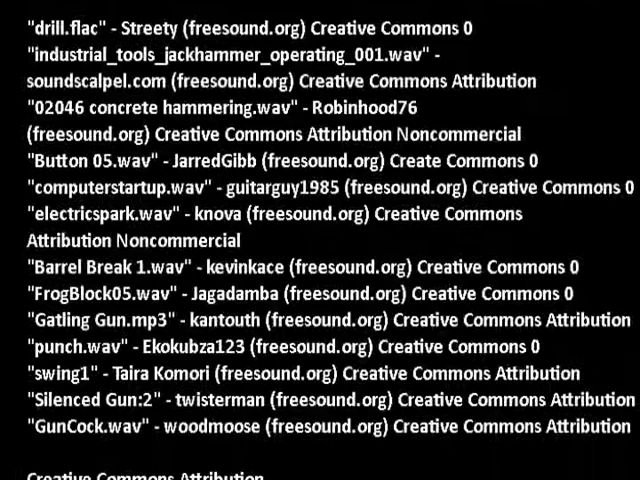 "drill.flac" - Streety (freesound.org) Creative Commons 0
"industrial_tools_jackhammer_operating_001.wav" -
soundscalpel.com (freesound.org) Creative Commons Attribution
"02046 concrete hammering.wav" - Robinhood76
(freesound.org) Creative Commons Attribution Noncommercial
"Button 05.wav" - JarredGibb (freesound.org) Create Commons 0
"computerstartup.wav" - guitarguy1985 (freesound.org) Creative Commons 0
"electricspark.wav" - knova (freesound.org) Creative Commons
Attribution Noncommercial
"Barrel Break 1.wav" - kevinkace (freesound.org) Creative Commons 0
"FrogBlock05.wav" - Jagadamba (freesound.org) Creative Commons 0
"Gatling Gun.mp3" - kantouth (freesound.org) Creative Commons Attribution
"punch.wav" - Ekokubza123 (freesound.org) Creative Commons 0
"swing1" - Taira Komori (freesound.org) Creative Commons Attribution
"Silenced Gun:2" - twisterman (freesound.org) Creative Commons Attribution
"GunCock.wav" - woodmoose (freesound.org) Creative Commons Attribution
Creative Commons Attribution